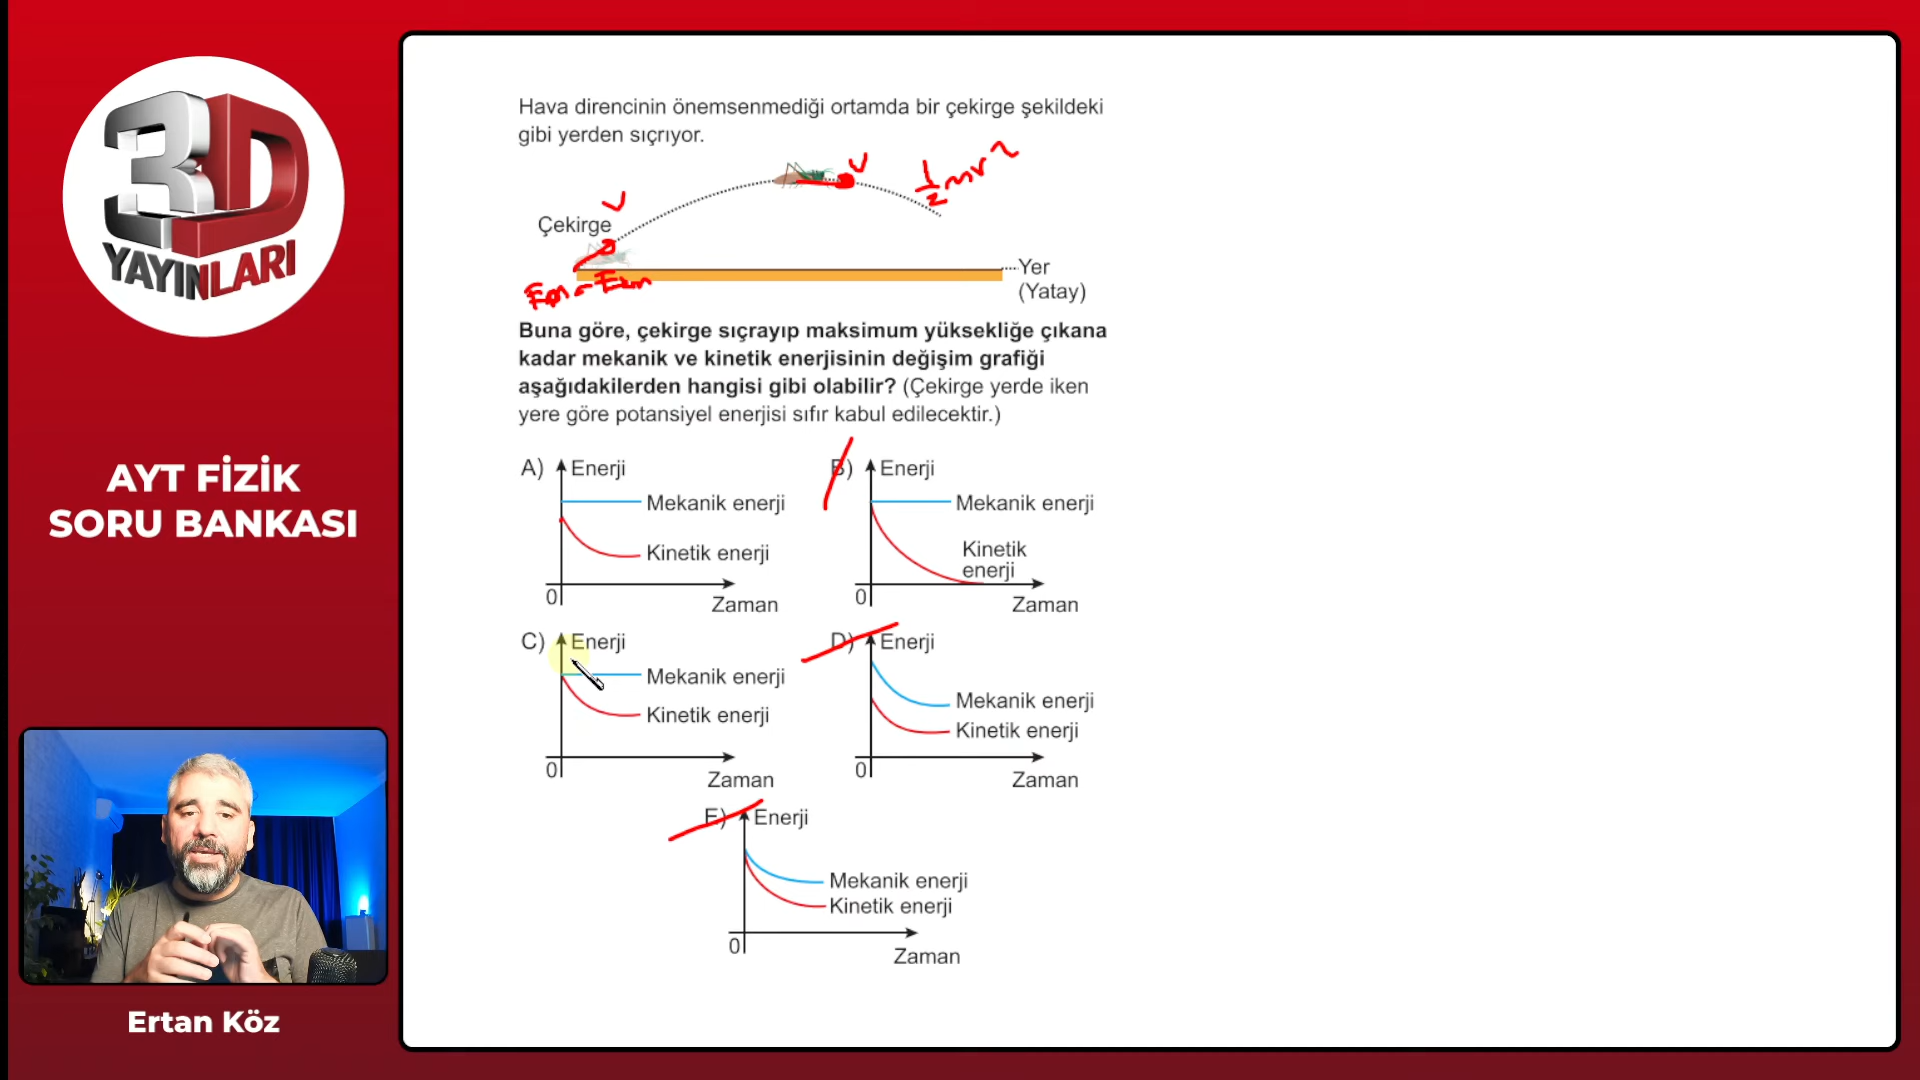 3D
YAYINLARI
AYT FİZİK
SORU BANKASI
Ertan Köz
Hava direncinin önemsenmediği ortamda bir çekirge şekildeki
gibi yerden sıçrıyor.
V
V
1/2 mv²
Çekirge
Yer
(Yatay)
Buna göre, çekirge sıçrayıp maksimum yüksekliğe çıkana
kadar mekanik ve kinetik enerjisinin değişim grafiği
aşağıdakilerden hangisi gibi olabilir? (Çekirge yerde iken
yere göre potansiyel enerjisi sıfır kabul edilecektir.)
A) Enerji
Mekanik enerji
Kinetik enerji
0
Zaman
B) Enerji
Mekanik enerji
Kinetik
enerji
0
Zaman
C) Enerji
Mekanik enerji
Kinetik enerji
0
Zaman
D) Enerji
Mekanik enerji
Kinetik enerji
0
Zaman
E) Enerji
Mekanik enerji
Kinetik enerji
0
Zaman